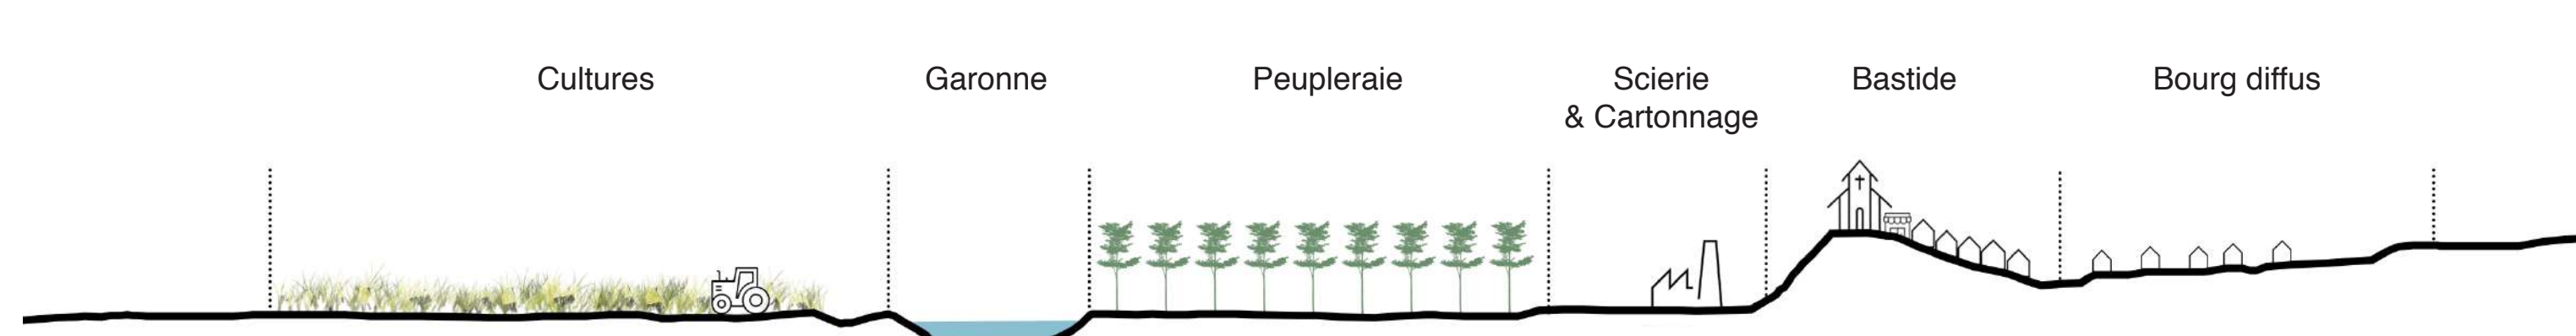 Cultures
Garonne
Peupleraie
Scierie
& Cartonnage
Bastide
Bourg diffus